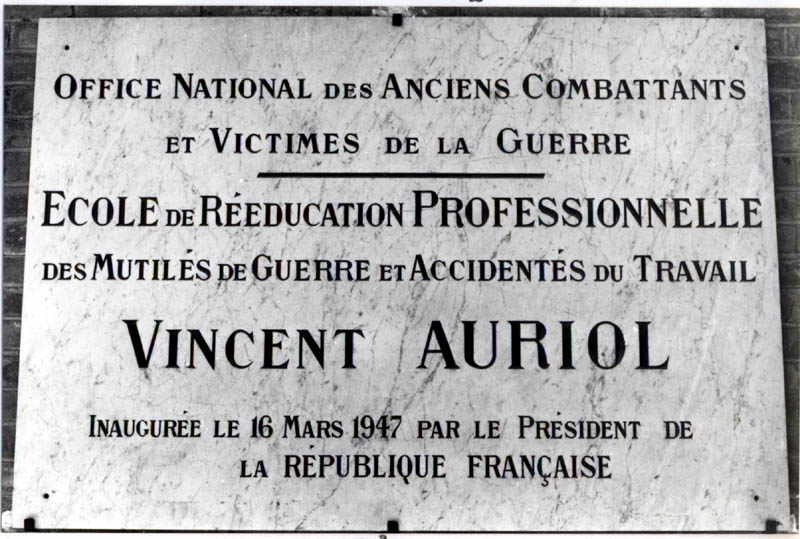 OFFICE NATIONAL DES ANCIENS COMBATTANTS
ET VICTIMES DE LA GUERRE
ECOLE DE RÉEDUCATION PROFESSIONNELLE
DES MUTILÉS DE GUERRE ET ACCIDENTÉS DU TRAVAIL
VINCENT AURIOL
INAUGURÉE LE 16 MARS 1947 PAR LE PRÉSIDENT DE
LA RÉPUBLIQUE FRANÇAISE